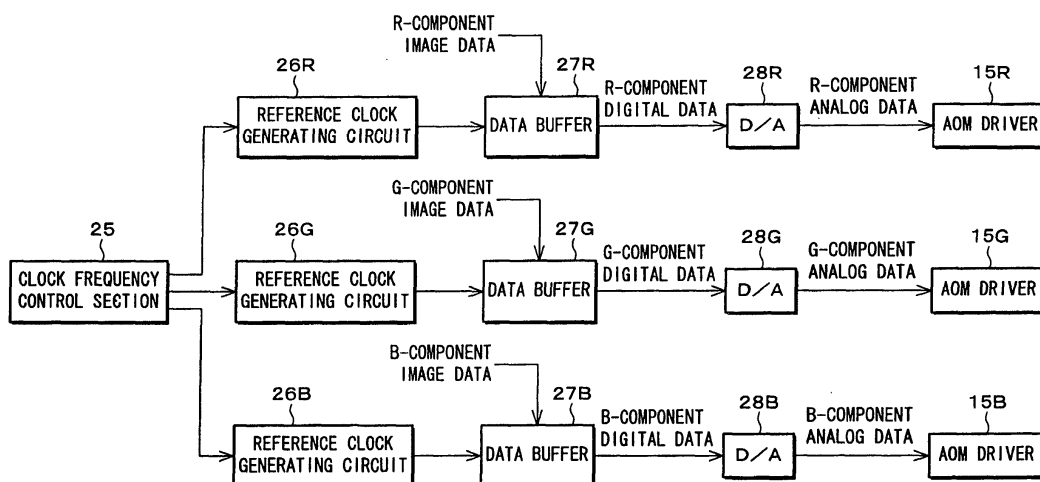 R-COMPONENT
IMAGE DATA
26R
27R
R-COMPONENT
DIGITAL DATA
28R
R-COMPONENT
ANALOG DATA
15R
REFERENCE CLOCK
GENERATING CIRCUIT
DATA BUFFER
D/A
AOM DRIVER
G-COMPONENT
IMAGE DATA
25
26G
27G
G-COMPONENT
DIGITAL DATA
28G
G-COMPONENT
ANALOG DATA
15G
CLOCK FREQUENCY
CONTROL SECTION
REFERENCE CLOCK
GENERATING CIRCUIT
DATA BUFFER
D/A
AOM DRIVER
B-COMPONENT
IMAGE DATA
26B
27B
B-COMPONENT
DIGITAL DATA
28B
B-COMPONENT
ANALOG DATA
15B
REFERENCE CLOCK
GENERATING CIRCUIT
DATA BUFFER
D/A
AOM DRIVER